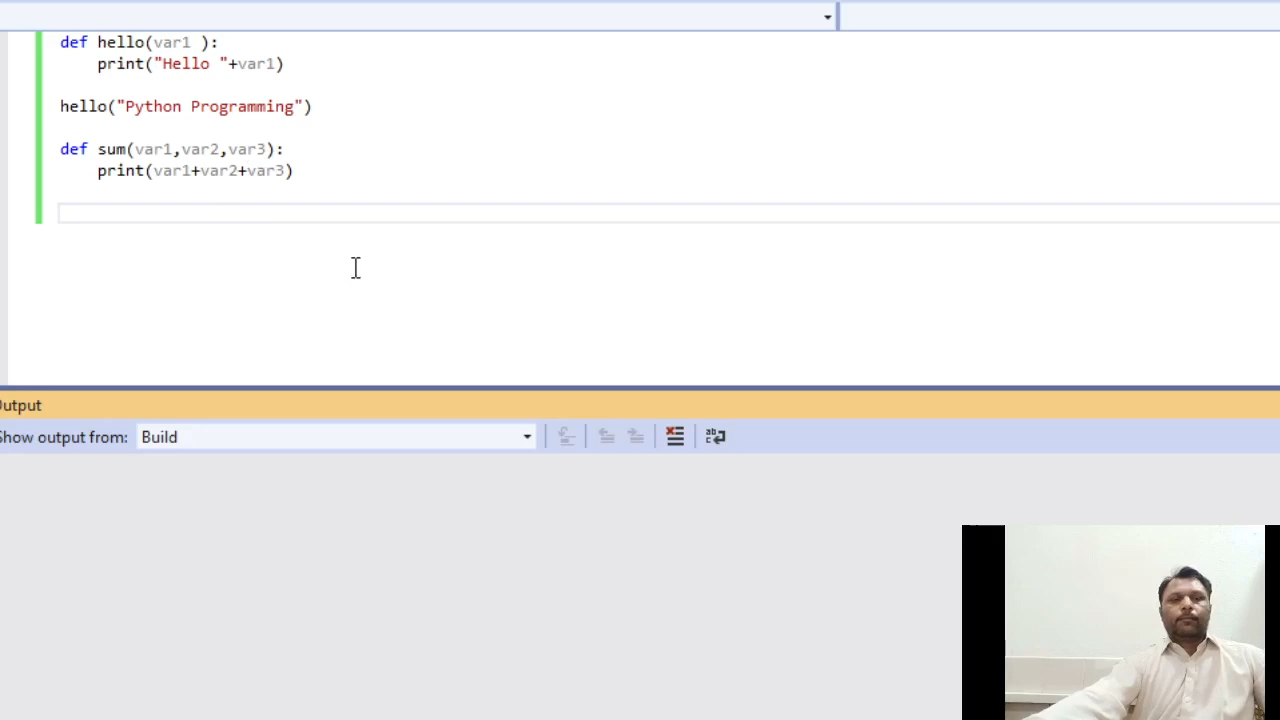 def hello(var1 ):
print("Hello "+var1)
hello("Python Programming")
def sum(var1,var2,var3):
print(var1+var2+var3)
Output
Show output from: Build
ab
c